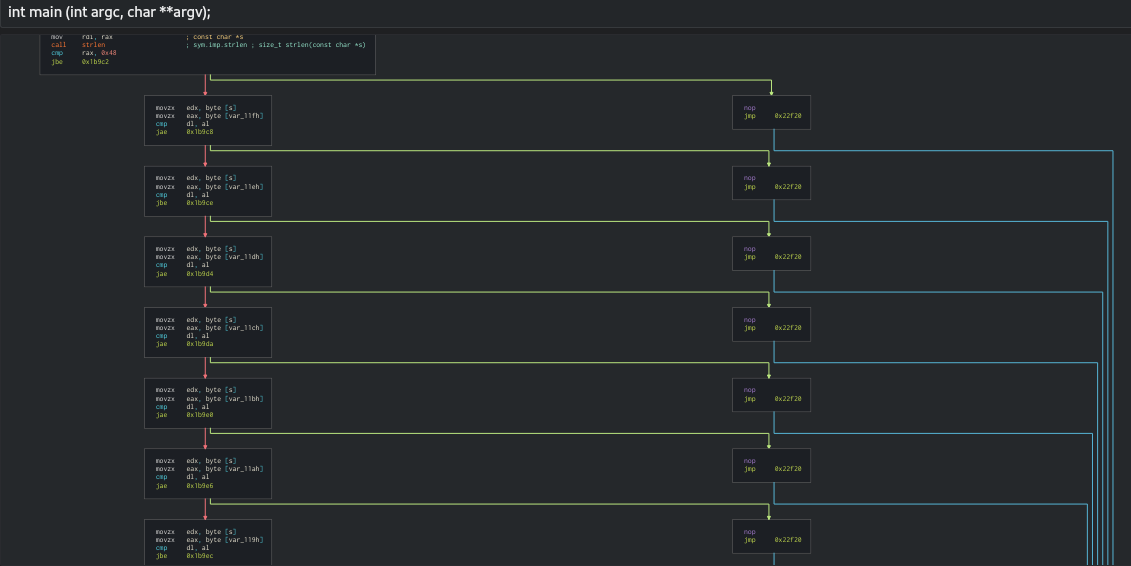 int main (int argc, char **argv);
mov rdi, rax ; const char *s
call strlen ; sym.imp.strlen ; size_t strlen(const char *s)
cmp rax, 0x48
jbe 0x1b9c2
movzx edx, byte [s]
movzx eax, byte [var_11fh]
cmp dl, al
jae 0x1b9c8
nop
jmp 0x22f20
movzx edx, byte [s]
movzx eax, byte [var_11eh]
cmp dl, al
jbe 0x1b9ce
nop
jmp 0x22f20
movzx edx, byte [s]
movzx eax, byte [var_11dh]
cmp dl, al
jae 0x1b9d4
nop
jmp 0x22f20
movzx edx, byte [s]
movzx eax, byte [var_11ch]
cmp dl, al
jae 0x1b9da
nop
jmp 0x22f20
movzx edx, byte [s]
movzx eax, byte [var_11bh]
cmp dl, al
jae 0x1b9e0
nop
jmp 0x22f20
movzx edx, byte [s]
movzx eax, byte [var_11ah]
cmp dl, al
jae 0x1b9e6
nop
jmp 0x22f20
movzx edx, byte [s]
movzx eax, byte [var_119h]
cmp dl, al
jbe 0x1b9ec
nop
jmp 0x22f20